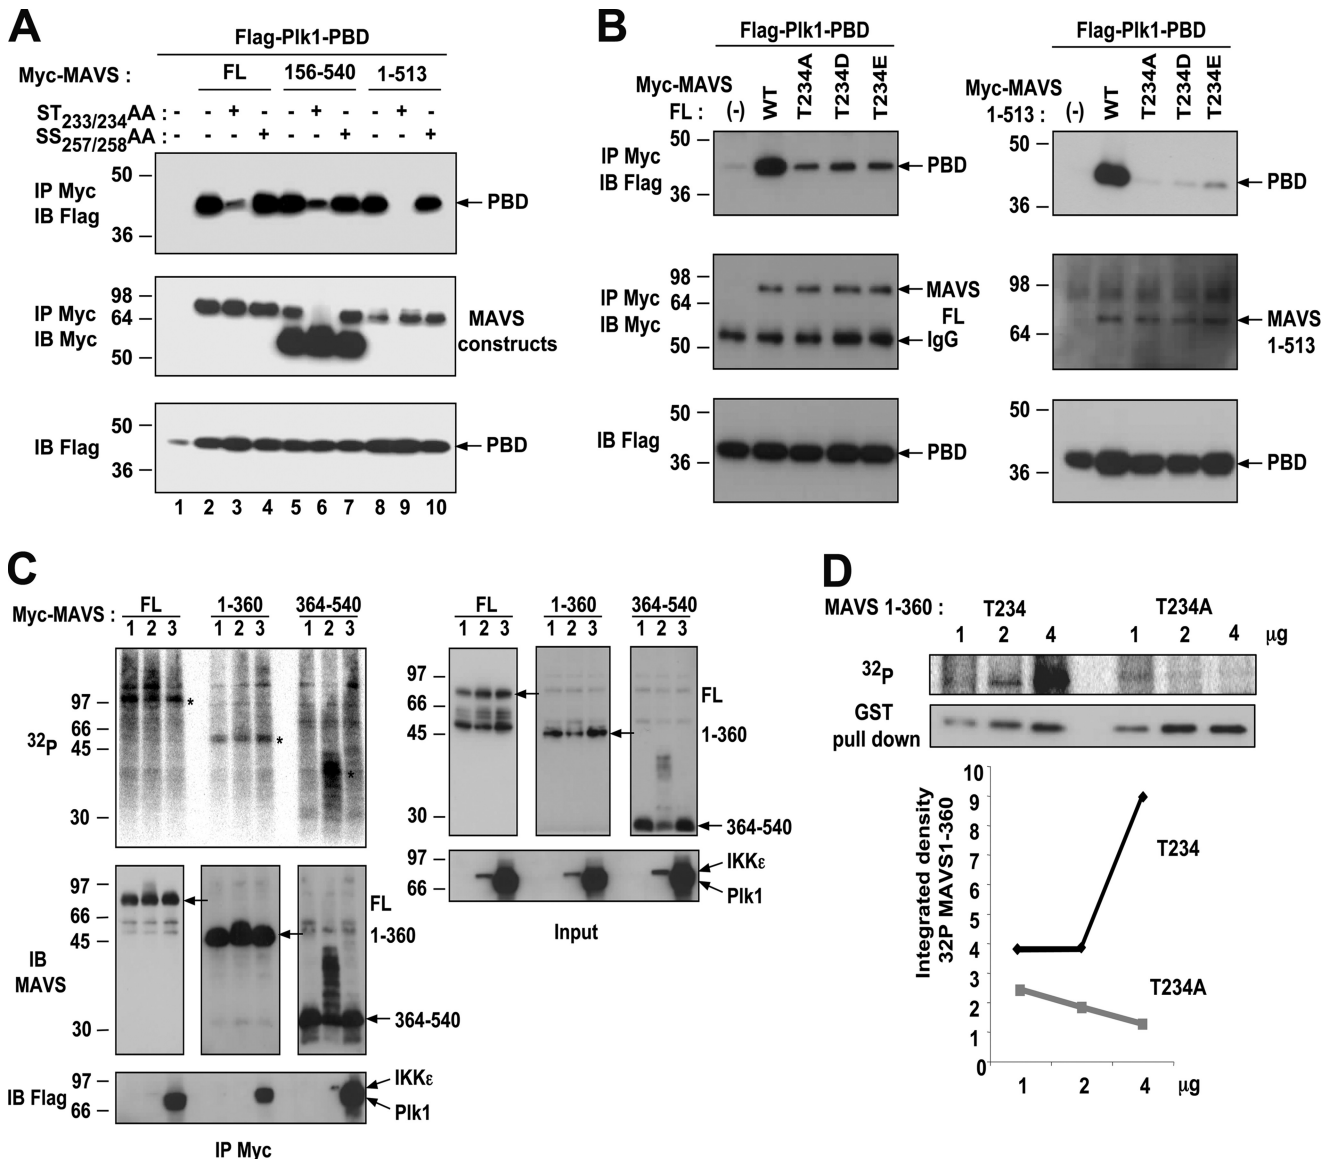 A
Flag-Plk1-PBD
Myc-MAVS : FL 156-540 1-513
ST233/234AA : - - + - - + - - + -
SS257/258AA : - - - + - - + - - +
IP Myc
IB Flag
50
36
PBD
IP Myc
IB Myc
98
64
50
MAVS
constructs
IB Flag
50
36
PBD
1 2 3 4 5 6 7 8 9 10
B
Flag-Plk1-PBD
Myc-MAVS
FL : (-) WT T234A T234D T234E
IP Myc
IB Flag
50
36
PBD
IP Myc
IB Myc
98
64
50
MAVS
FL
IgG
IB Flag
50
36
PBD
Flag-Plk1-PBD
Myc-MAVS
1-513 : (-) WT T234A T234D T234E
50
36
PBD
98
64
MAVS
1-513
50
36
PBD
C
Myc-MAVS : FL 1-360 364-540
1 2 3 1 2 3 1 2 3
32P
97
66
45
30
*
*
*
IB
MAVS
97
66
45
30
FL
1-360
364-540
IB Flag
97
66
IKKε
Plk1
IP Myc
FL 1-360 364-540
1 2 3 1 2 3 1 2 3
97
66
45
30
FL
1-360
364-540
97
66
IKKε
Plk1
Input
D
MAVS 1-360 : T234 T234A
1 2 4 1 2 4 µg
32P
GST
pull down
Integrated density
32P MAVS1-360
10
9
8
7
6
5
4
3
2
1
0
T234
T234A
1 2 4 µg